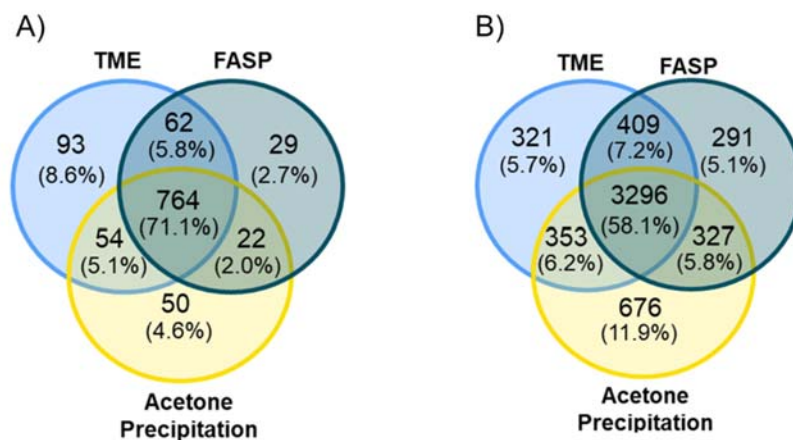 A)
TME
FASP
93
(8.6%)
62
(5.8%)
29
(2.7%)
764
(71.1%)
54
(5.1%)
22
(2.0%)
50
(4.6%)
Acetone
Precipitation
B)
TME
FASP
321
(5.7%)
409
(7.2%)
291
(5.1%)
3296
(58.1%)
353
(6.2%)
327
(5.8%)
676
(11.9%)
Acetone
Precipitation